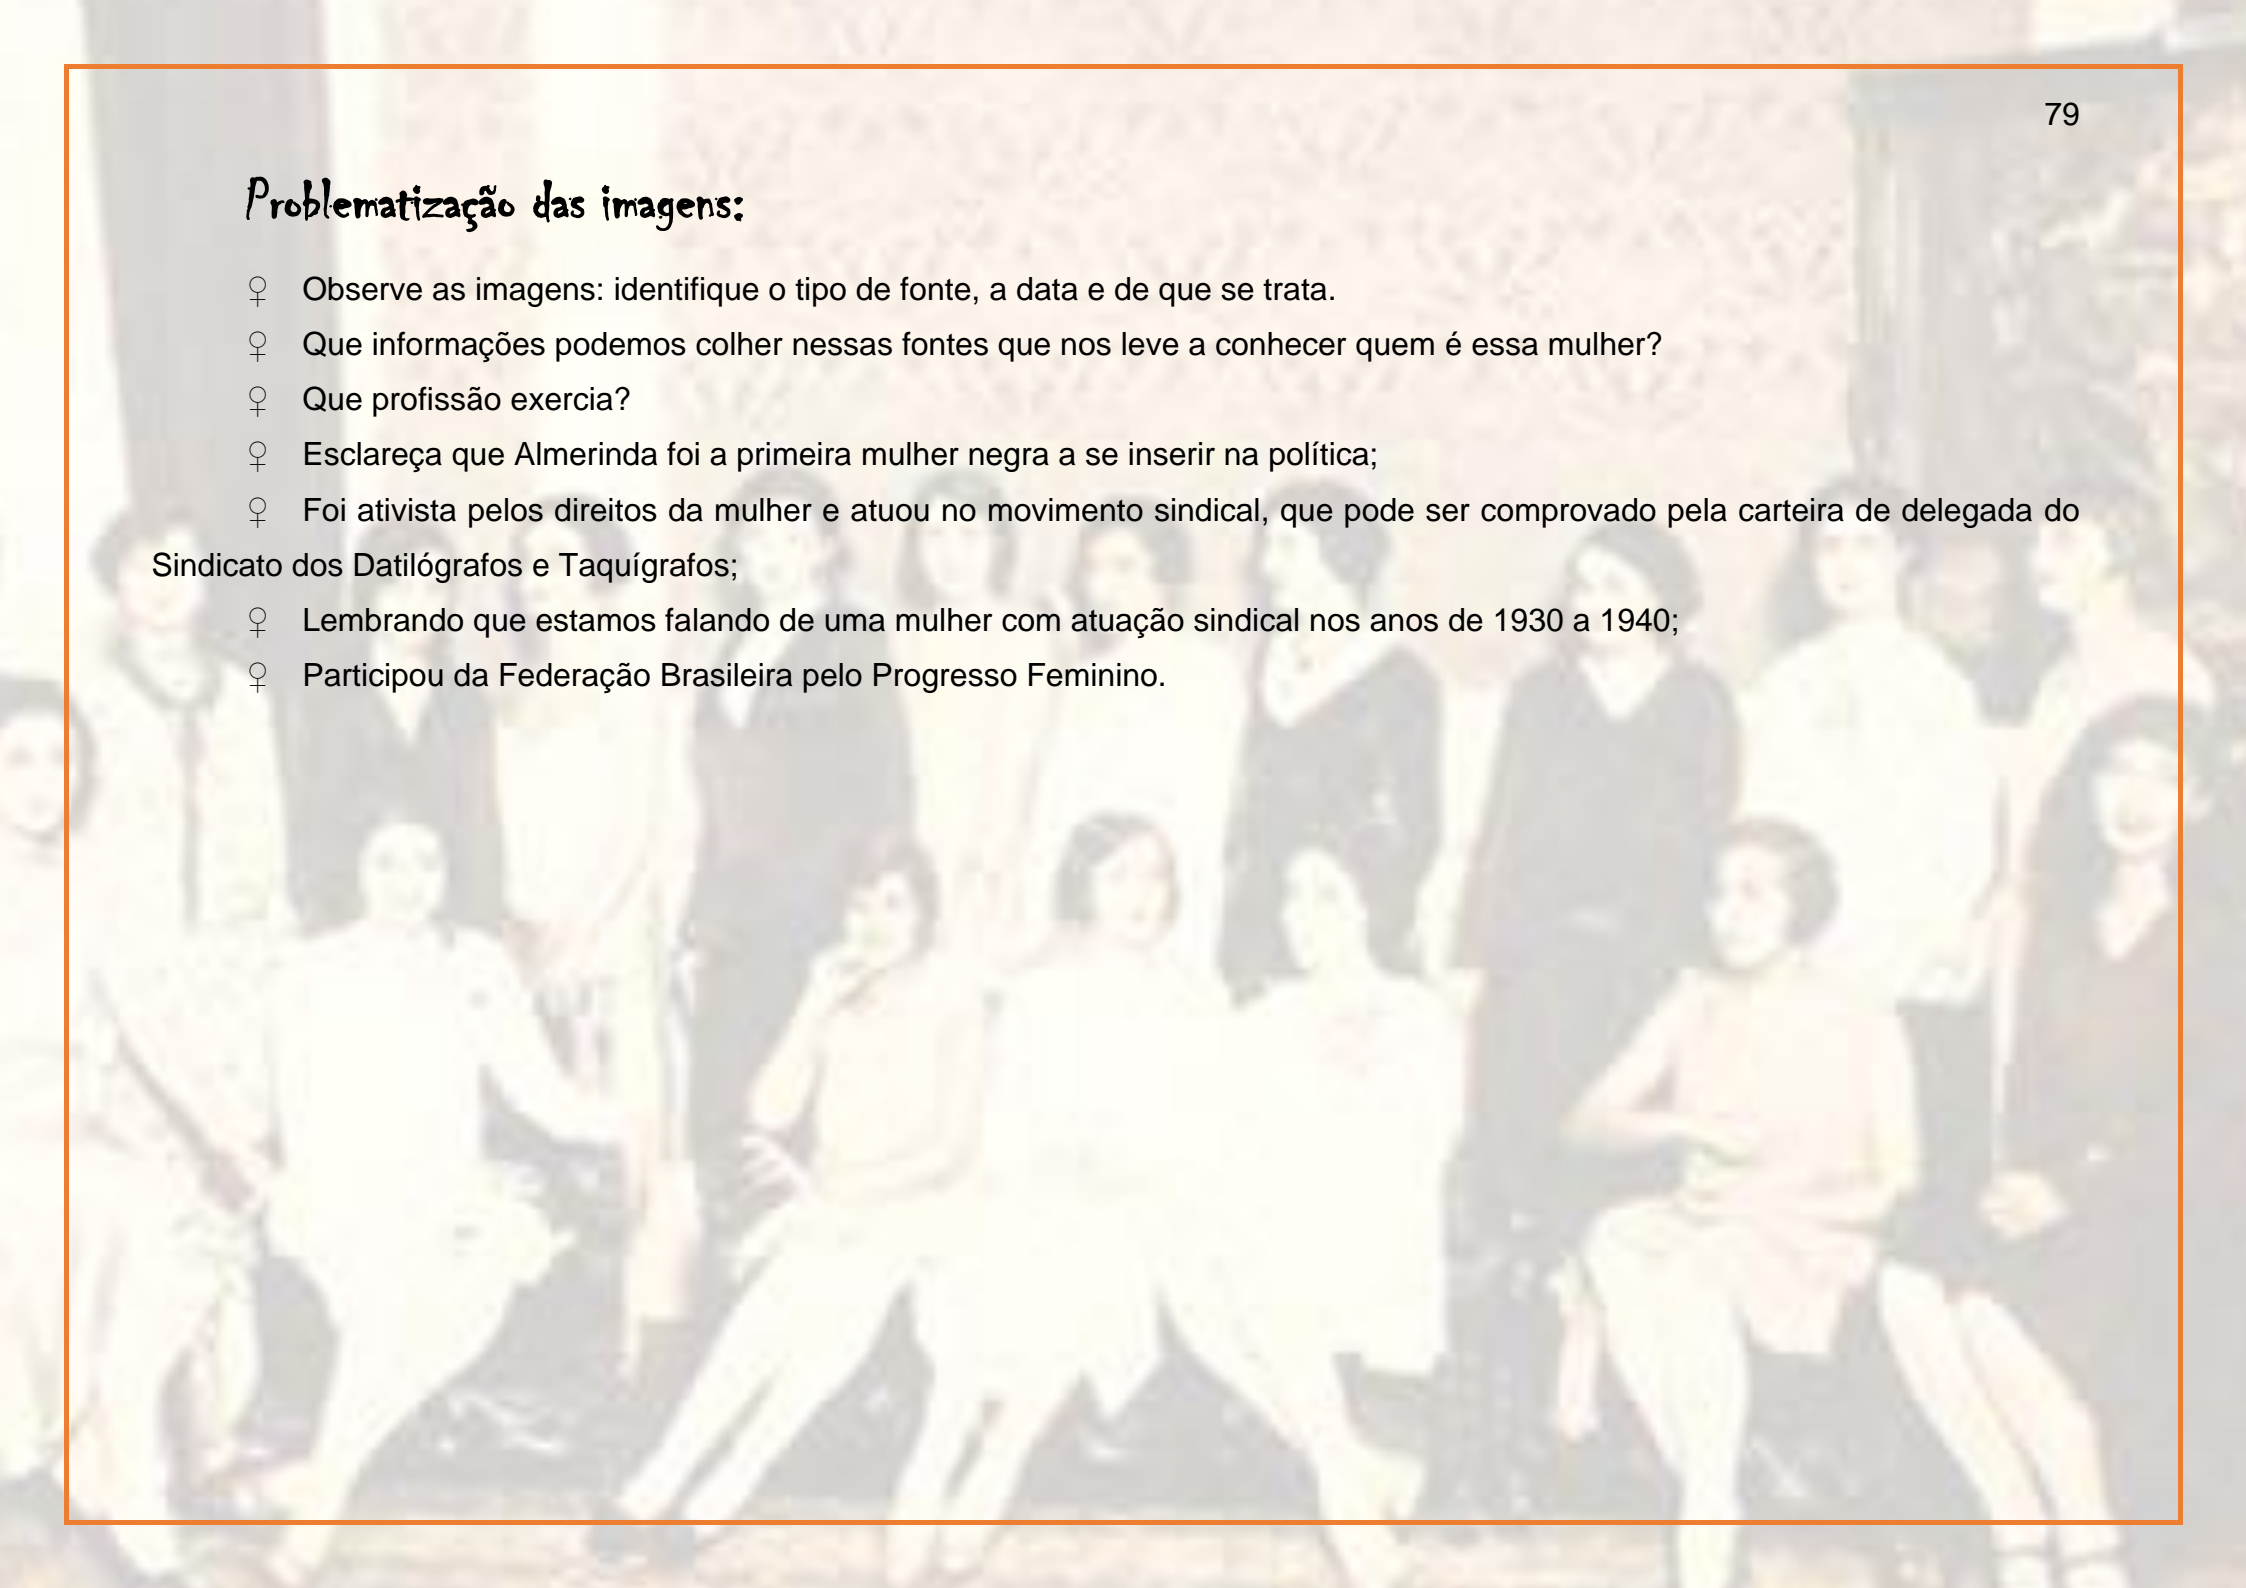 79
Problematização das imagens:
♀ Observe as imagens: identifique o tipo de fonte, a data e de que se trata.
♀ Que informações podemos colher nessas fontes que nos leve a conhecer quem é essa mulher?
♀ Que profissão exercia?
♀ Esclareça que Almerinda foi a primeira mulher negra a se inserir na política;
♀ Foi ativista pelos direitos da mulher e atuou no movimento sindical, que pode ser comprovado pela carteira de delegada do
Sindicato dos Datilógrafos e Taquígrafos;
♀ Lembrando que estamos falando de uma mulher com atuação sindical nos anos de 1930 a 1940;
♀ Participou da Federação Brasileira pelo Progresso Feminino.